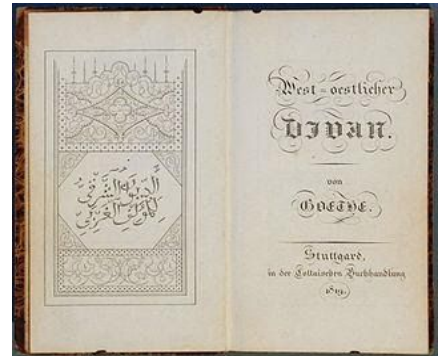 الديوان الشرقي
للمؤلف الغربي
West-oestlicher
DIVAN.
von
GOETHE.
Stuttgard,
in der Cottaischen Buchhandlung
1819.